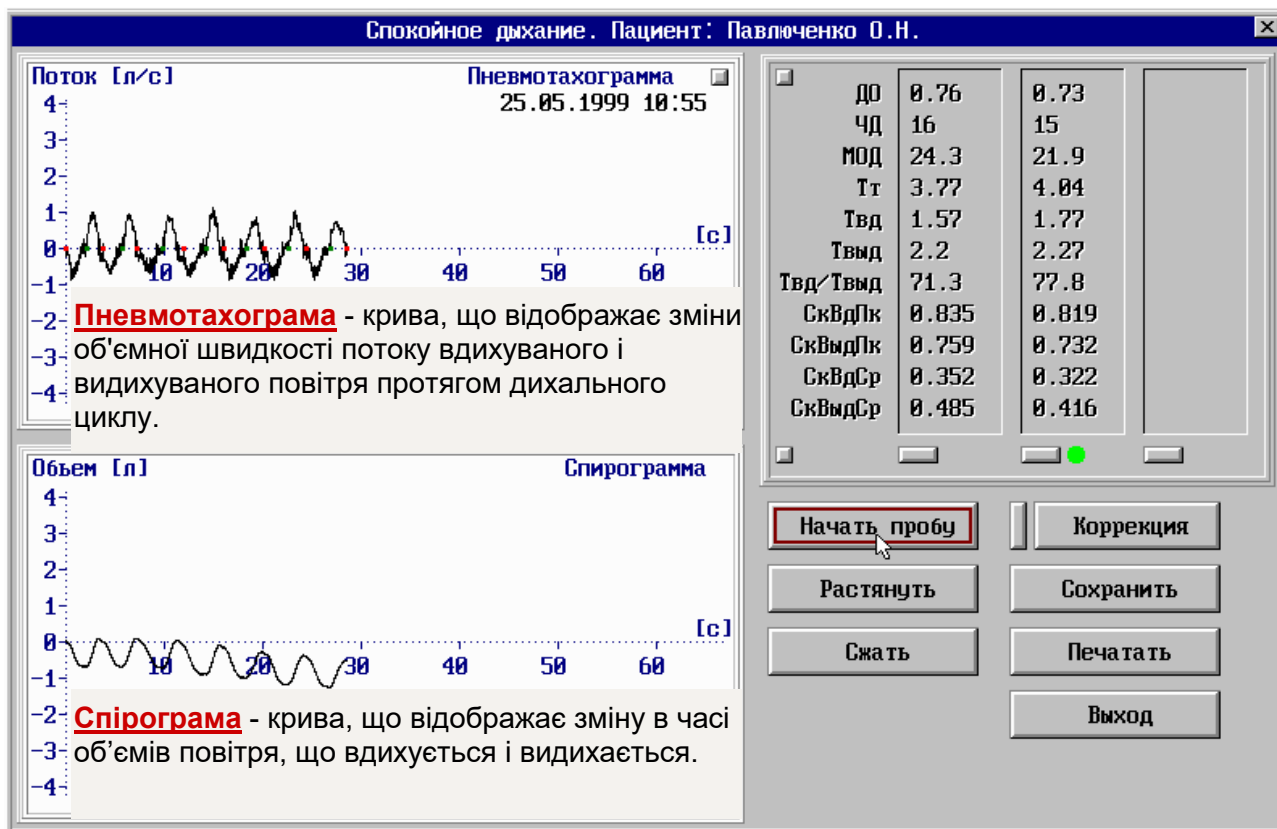 Спокойное дыхание. Пациент: Павлюченко О.Н.
Поток [л/с]
Пневмотахограмма
25.05.1999 10:55
4
3
2
1
0
-1
-2
-3
-4
[с]
10 20 30 40 50 60
Пневмотахограма - крива, що відображає зміни
об'ємної швидкості потоку вдихуваного і
видихуваного повітря протягом дихального
циклу.
Обьем [л]
Спирограмма
4
3
2
1
0
-1
-2
-3
-4
[с]
10 20 30 40 50 60
Спірограма - крива, що відображає зміну в часі
об’ємів повітря, що вдихується і видихається.
ДО 0.76 0.73
ЧД 16 15
МОД 24.3 21.9
Тт 3.77 4.04
Твд 1.57 1.77
Твыд 2.2 2.27
Твд/Твыд 71.3 77.8
СкВдПк 0.835 0.819
СкВыдПк 0.759 0.732
СкВдСр 0.352 0.322
СкВыдСр 0.485 0.416
Начать пробу
Коррекция
Растянуть
Сохранить
Сжать
Печатать
Выход